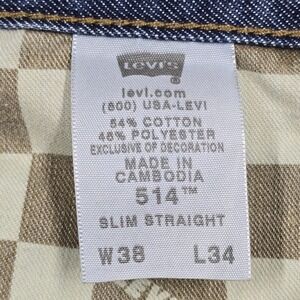 LEVI'S
levi.com
(800) USA-LEVI
54% COTTON
46% POLYESTER
EXCLUSIVE OF DECORATION
MADE IN
CAMBODIA
514™
SLIM STRAIGHT
W38 L34